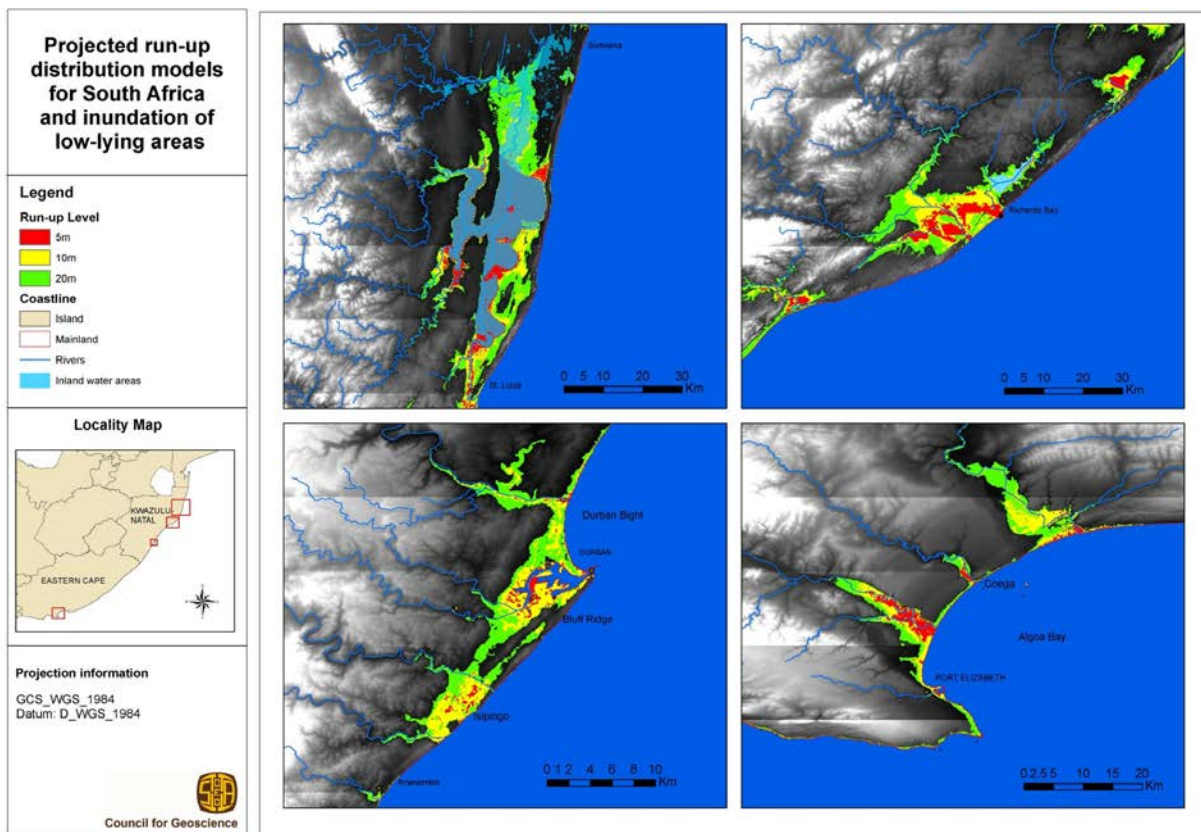 Projected run-up
distribution models
for South Africa
and inundation of
low-lying areas
Legend
Run-up Level
5m
10m
20m
Coastline
Island
Mainland
Rivers
Inland water areas
Locality Map
KWAZULU-
NATAL
EASTERN CAPE
Projection information
GCS_WGS_1984
Datum: D_WGS_1984
Council for Geoscience
Sodwana
St. Lucia
0 5 10 20 30
Km
Richards Bay
0 5 10 20 30
Km
Durban Bight
DURBAN
Bluff Ridge
Isipingo
0 1 2 4 6 8 10
Km
Coega
Algoa Bay
PORT ELIZABETH
0 2.5 5 10 15 20
Km